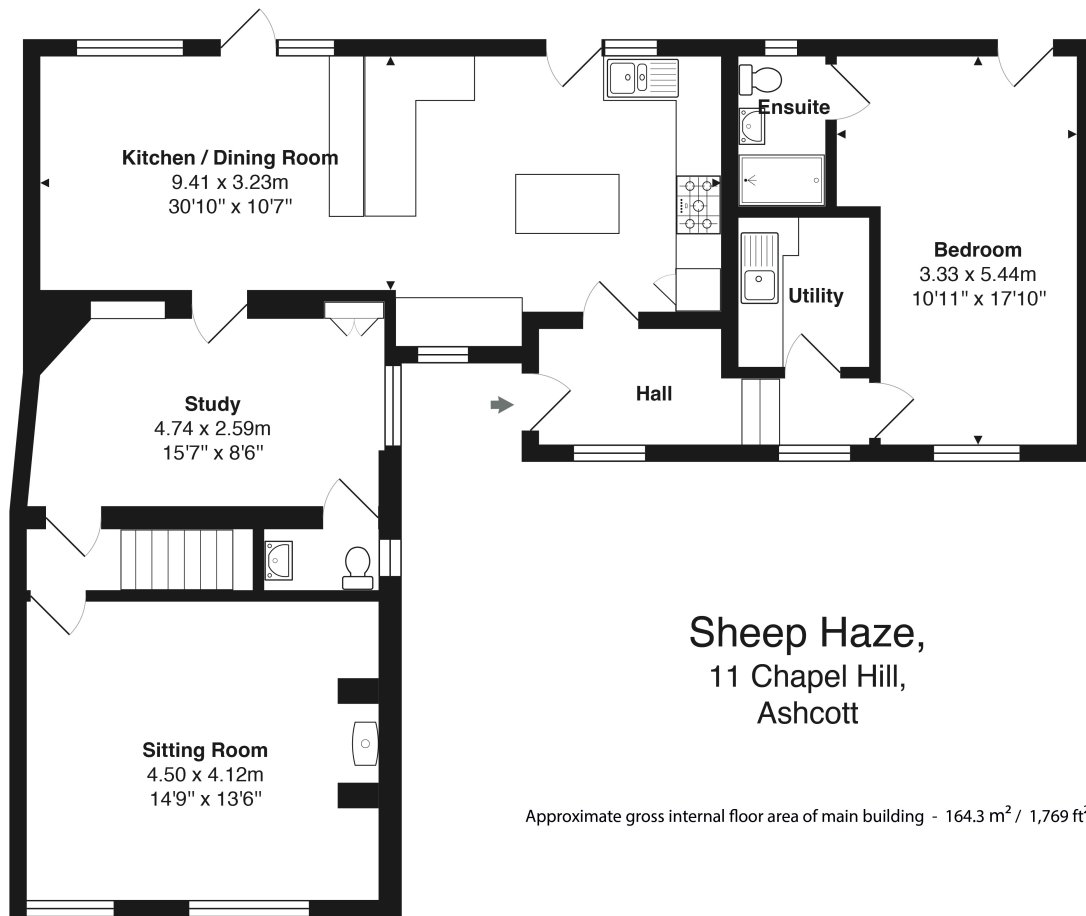 Kitchen / Dining Room
9.41 x 3.23m
30'10" x 10'7"
Ensuite
Bedroom
3.33 x 5.44m
10'11" x 17'10"
Utility
Hall
Study
4.74 x 2.59m
15'7" x 8'6"
Sitting Room
4.50 x 4.12m
14'9" x 13'6"
Sheep Haze,
11 Chapel Hill,
Ashcott
Approximate gross internal floor area of main building - 164.3 m² / 1,769 ft²